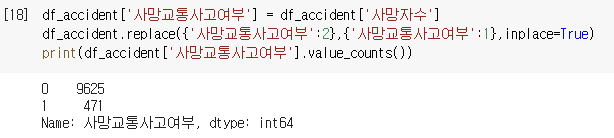 [18] df_accident['사망교통사고여부'] = df_accident['사망자수']
df_accident.replace({'사망교통사고여부':2},{'사망교통사고여부':1},inplace=True)
print(df_accident['사망교통사고여부'].value_counts())
0    9625
1     471
Name: 사망교통사고여부, dtype: int64